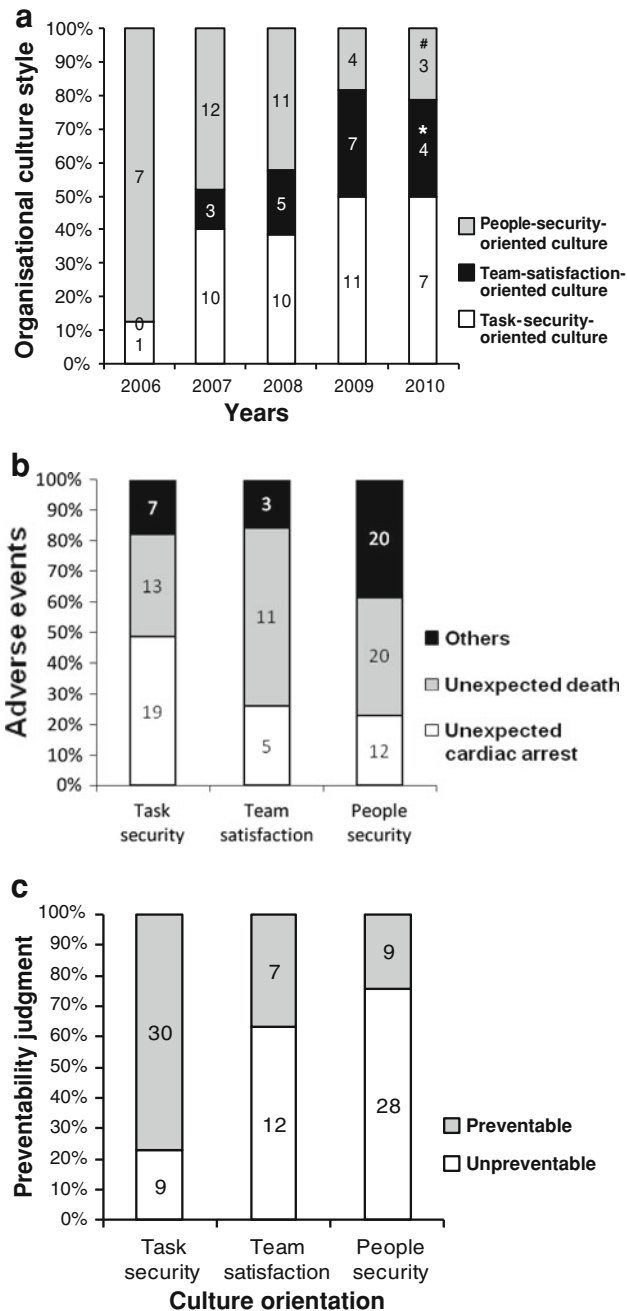 a
100%
90%
80%
70%
60%
50%
40%
30%
20%
10%
0%
Organisational culture style
7
0
1
12
3
10
11
5
10
4
7
11
#
3
*
4
7
2006 2007 2008 2009 2010
Years
People-security-
oriented culture
Team-satisfaction-
oriented culture
Task-security-
oriented culture
b
100%
90%
80%
70%
60%
50%
40%
30%
20%
10%
0%
Adverse events
7
13
19
3
11
5
20
20
12
Task
security
Team
satisfaction
People
security
Others
Unexpected death
Unexpected
cardiac arrest
c
100%
90%
80%
70%
60%
50%
40%
30%
20%
10%
0%
Preventability judgment
30
9
7
12
9
28
Task
security
Team
satisfaction
People
security
Culture orientation
Preventable
Unpreventable